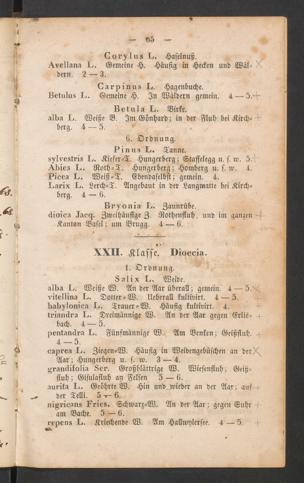 — 65 —
Corylus L. Haselnuß.
Avellana L. Gemeine H. Häufig in Hecken und Wäl-
dern. 2—3.
Carpinus L. Hagenbuche.
Betulus L. Gemeine H. In Wäldern gemein. 4—5.
Betula L. Birke.
alba L. Weiße B. Im Gönhard; in der Fluh bei Kirch-
berg. 4—5.
6. Ordnung.
Pinus L. Tanne.
sylvestris L. Kiefer-T. Hungerberg; Staffelegg u. s. w. 5.
Abies L. Roth-T. Hungerberg; Homberg u. s. w. 4.
Picea L. Weiß-T. Ebendaselbst; gemein. 4.
Larix L. Lerch-T. Angebaut in der Langmatte bei Kirch-
berg. 4—6.
Bryonia L. Zaunrübe.
dioica Jacq. Zweihäusige Z. Rothenfluh, und im ganzen
Kanton Basel; um Brugg. 4—6.
XXII. Klasse. Dioecia.
1. Ordnung.
Salix L. Weide.
alba L. Weiße W. An der Aar überall; gemein. 4—5.
vitellina L. Dotter-W. Ueberall kultivirt. 4—5.
babylonica L. Trauer-W. Häufig kultivirt. 4.
triandra L. Dreimännige W. An der Aar gegen Erlis-
bach. 4—5.
pentandra L. Fünfmännige W. Am Benken; Geißfluh.
4—5.
caprea L. Ziegen-W. Häufig in Weidengebüschen an der
Aar; Hungerberg u. s. w. 3—4.
grandifolia Ser. Großblättrige W. Wiesenfluh; Geiß-
fluh; Gisulafluh an Felsen 5—6.
aurita L. Geöhrte W. Hin und wieder an der Aar; auf
der Telli. 5—6.
nigricans Fries. Schwarz-W. An der Aar; gegen Suhr
am Bache. 5—6.
repens L. Kriechende W. Am Hallwylersee. 4—5.